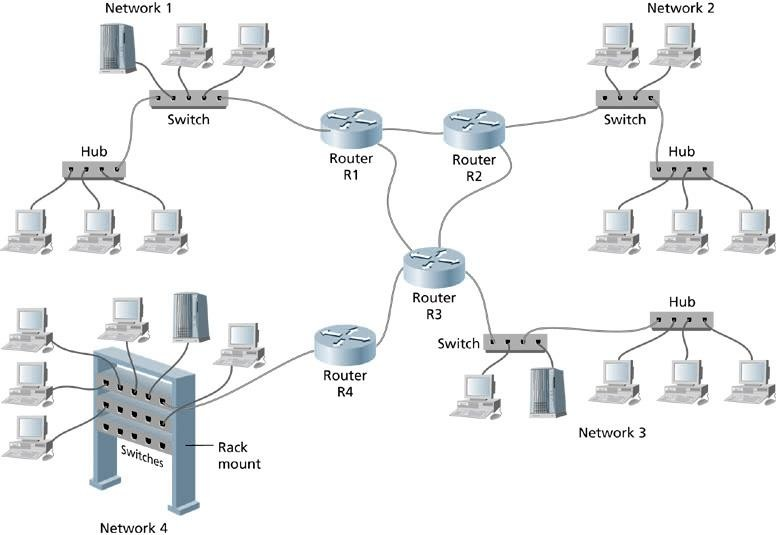 Network 1
Network 2
Switch
Switch
Router
R1
Router
R2
Hub
Hub
Router
R3
Hub
Switch
Router
R4
Network 3
Rack
mount
Switches
Network 4